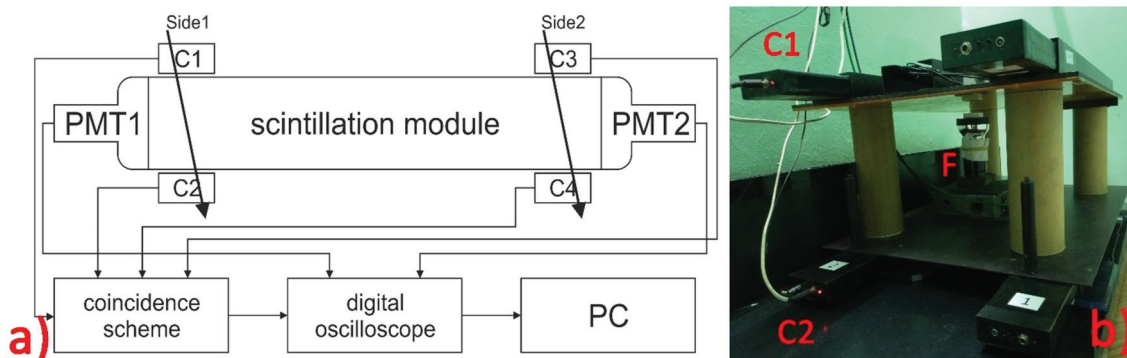 Side1
Side2
C1
C3
PMT1
scintillation module
PMT2
C2
C4
coincidence
scheme
digital
oscilloscope
PC
a)
C1
F
C2
1
b)